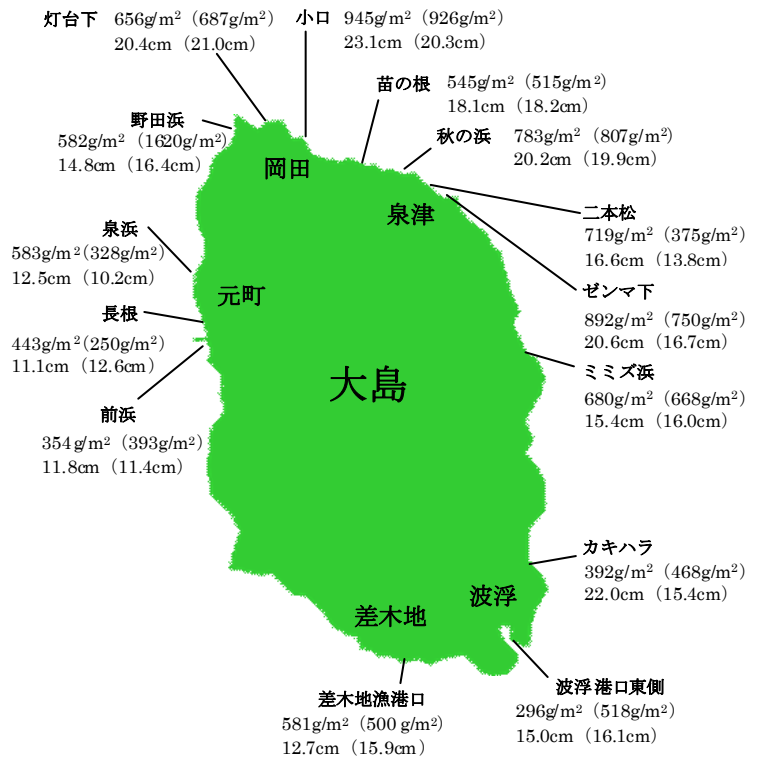 灯台下 656g/m² (687g/m²)
20.4cm (21.0cm)
小口 945g/m² (926g/m²)
23.1cm (20.3cm)
苗の根 545g/m² (515g/m²)
18.1cm (18.2cm)
野田浜
582g/m² (1620g/m²)
14.8cm (16.4cm)
秋の浜 783g/m² (807g/m²)
20.2cm (19.9cm)
岡田
泉津
二本松
719g/m² (375g/m²)
16.6cm (13.8cm)
泉浜
583g/m² (328g/m²)
12.5cm (10.2cm)
元町
ゼンマ下
892g/m² (750g/m²)
20.6cm (16.7cm)
長根
443g/m² (250g/m²)
11.1cm (12.6cm)
大島
ミミズ浜
680g/m² (668g/m²)
15.4cm (16.0cm)
前浜
354g/m² (393g/m²)
11.8cm (11.4cm)
カキハラ
392g/m² (468g/m²)
22.0cm (15.4cm)
波浮
差木地
波浮港口東側
296g/m² (518g/m²)
15.0cm (16.1cm)
差木地漁港口
581g/m² (500 g/m²)
12.7cm (15.9cm)